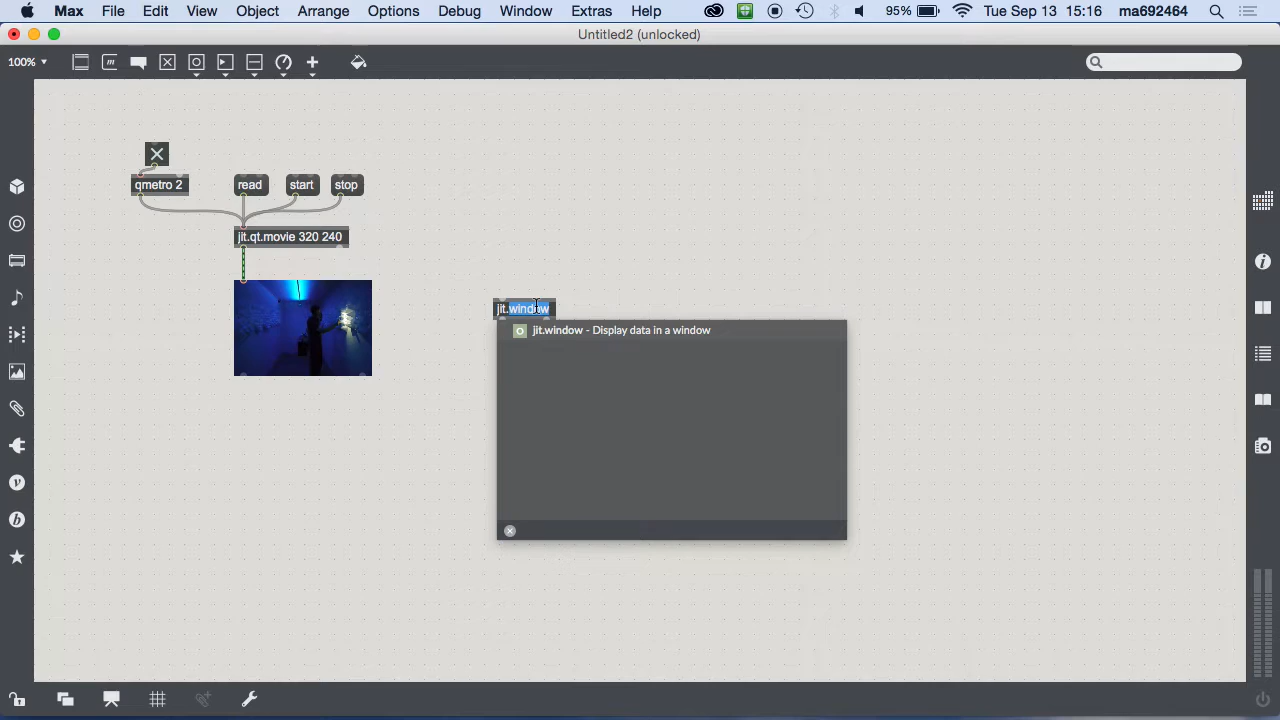 Max File Edit View Object Arrange Options Debug Window Extras Help 95% Tue Sep 13 15:16 ma692464
Untitled2 (unlocked)
100%
qmetro 2 read start stop
jit.qt.movie 320 240
jit.window
jit.window - Display data in a window